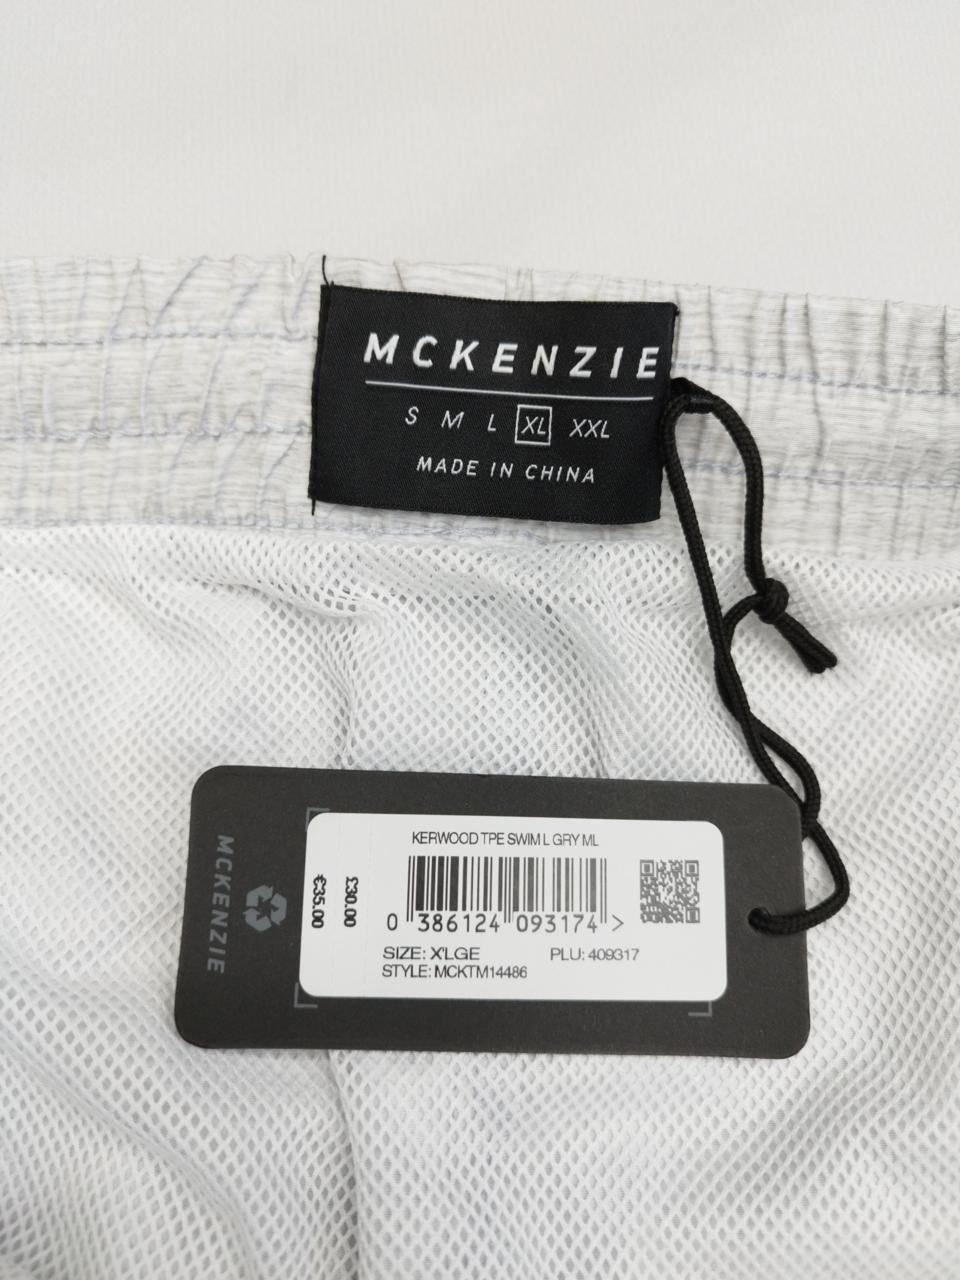 MCKENZIE
S M L XL XXL
MADE IN CHINA
MCKENZIE
€35.00
£30.00
KERWOOD TPE SWIM L GRY ML
0 386124 093174 >
SIZE: X'LGE PLU: 409317
STYLE: MCKTM14486